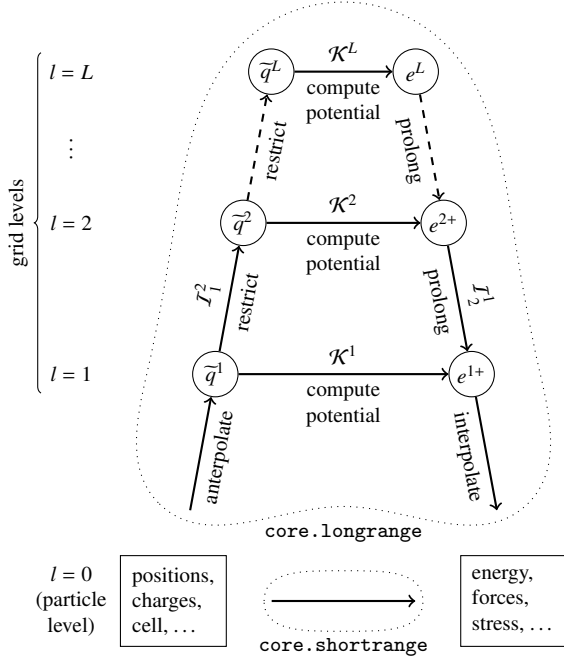 l = L
q̃^L
𝒦^L
compute
potential
e^L
restrict
prolong
⋮
grid levels
l = 2
q̃^2
𝒦^2
compute
potential
e^{2+}
ℐ_1^2
restrict
prolong
ℐ_2^1
l = 1
q̃^1
𝒦^1
compute
potential
e^{1+}
anterpolate
interpolate
core.longrange
l = 0
(particle
level)
positions,
charges,
cell, …
energy,
forces,
stress, …
core.shortrange